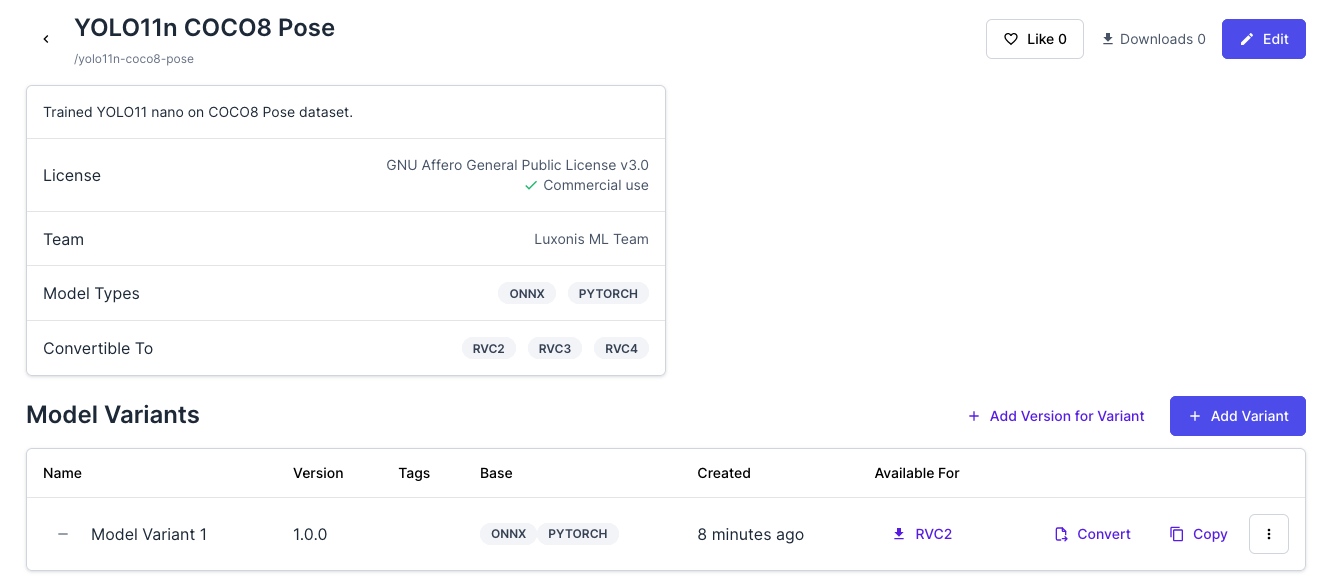 YOLO11n COCO8 Pose
/yolo11n-coco8-pose
Like 0
Downloads 0
Edit
Trained YOLO11 nano on COCO8 Pose dataset.
License
GNU Affero General Public License v3.0
Commercial use
Team
Luxonis ML Team
Model Types
ONNX PYTORCH
Convertible To
RVC2 RVC3 RVC4
Model Variants
+ Add Version for Variant
+ Add Variant
Name Version Tags Base Created Available For
– Model Variant 1 1.0.0 ONNX PYTORCH 8 minutes ago RVC2 Convert Copy